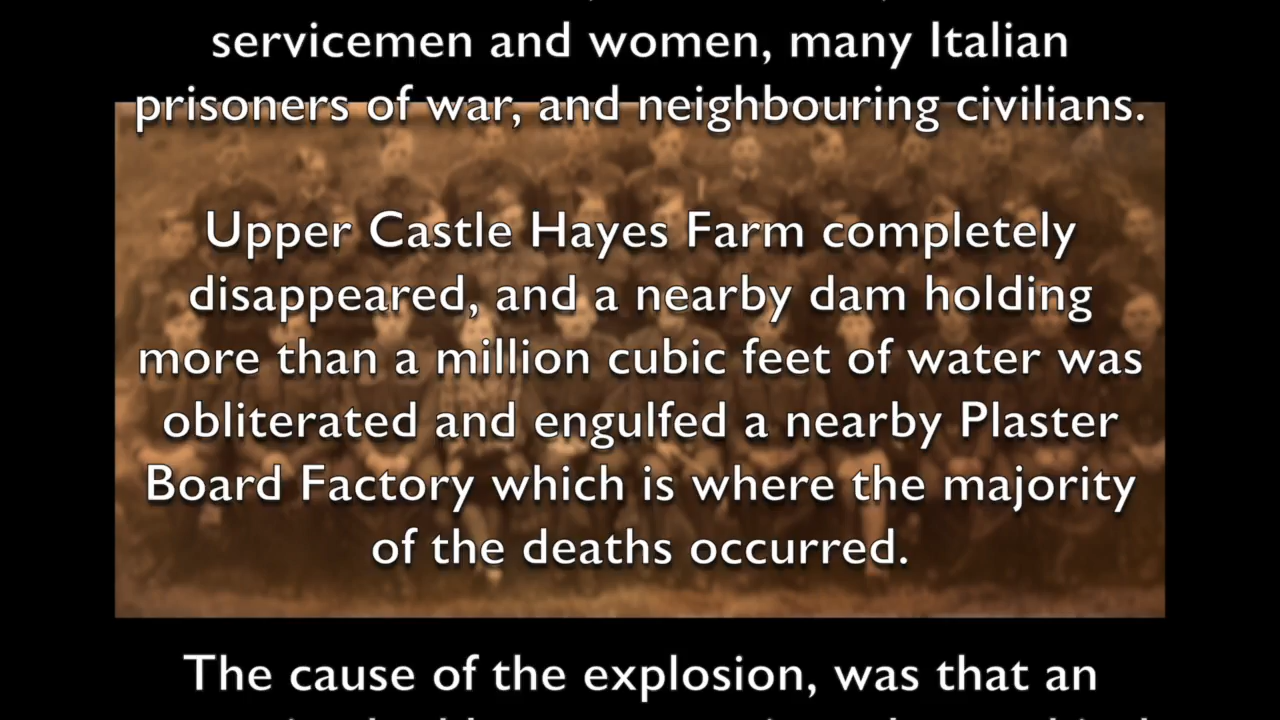 servicemen and women, many Italian
prisoners of war, and neighbouring civilians.
Upper Castle Hayes Farm completely
disappeared, and a nearby dam holding
more than a million cubic feet of water was
obliterated and engulfed a nearby Plaster
Board Factory which is where the majority
of the deaths occurred.
The cause of the explosion, was that an